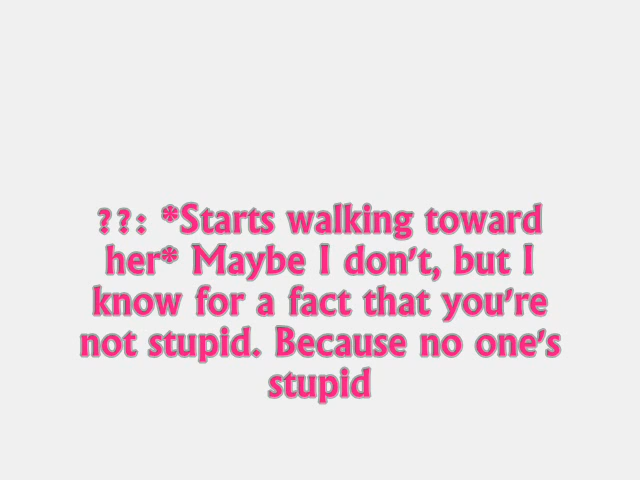 ??: *Starts walking toward
her* Maybe I don't, but I
know for a fact that you're
not stupid. Because no one's
stupid